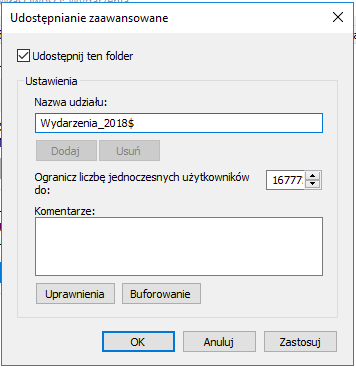 Udostępnianie zaawansowane
Udostępnij ten folder
Ustawienia
Nazwa udziału:
Wydarzenia_2018$
Dodaj Usuń
Ogranicz liczbę jednoczesnych użytkowników
do:
16777
Komentarze:
Uprawnienia Buforowanie
OK Anuluj Zastosuj